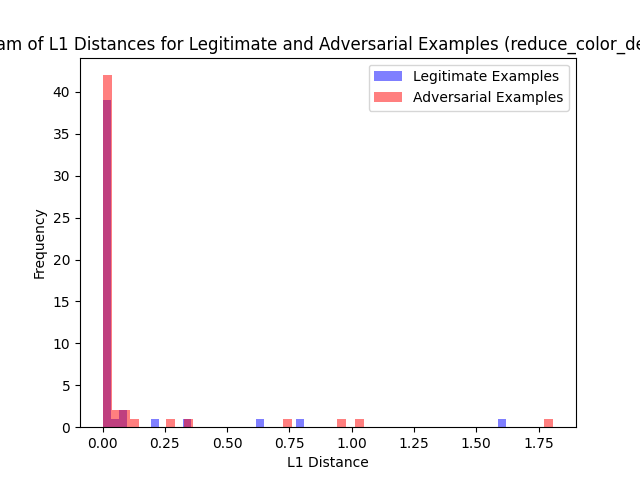 am of L1 Distances for Legitimate and Adversarial Examples (reduce_color_de
Legitimate Examples
Adversarial Examples
Frequency
40
35
30
25
20
15
10
5
0
0.00 0.25 0.50 0.75 1.00 1.25 1.50 1.75
L1 Distance